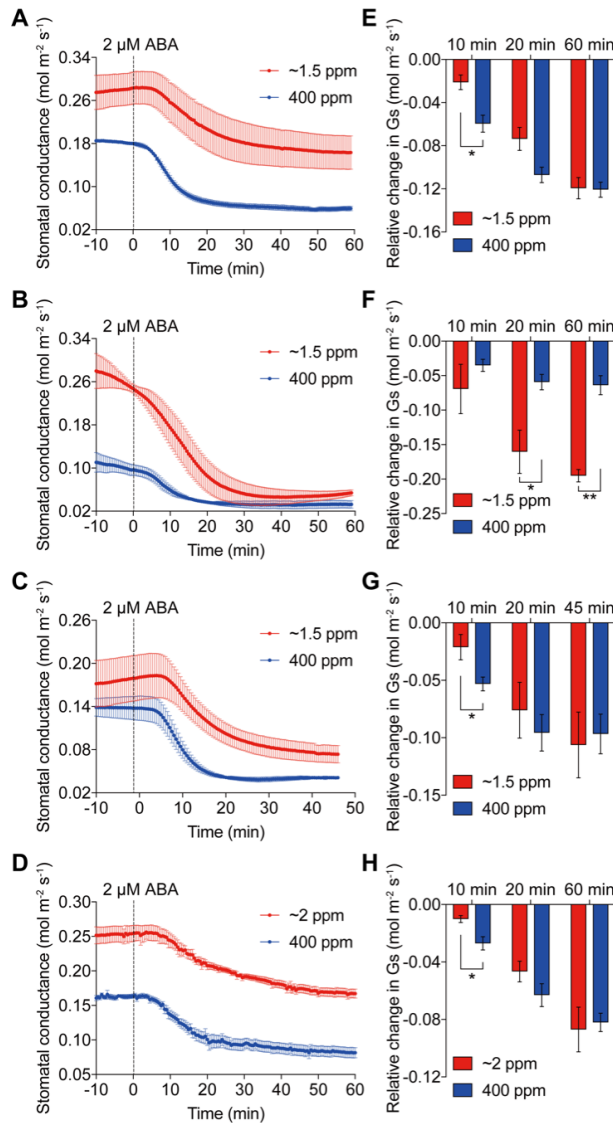 A
2 µM ABA
Stomatal conductance (mol m⁻² s⁻¹)
0.34
0.26
0.18
0.10
0.02
~1.5 ppm
400 ppm
-10 0 10 20 30 40 50 60
Time (min)
E
10 min 20 min 60 min
Relative change in Gs (mol m⁻² s⁻¹)
0.00
-0.04
-0.08
-0.12
-0.16
*
~1.5 ppm
400 ppm
B
2 µM ABA
Stomatal conductance (mol m⁻² s⁻¹)
0.34
0.26
0.18
0.10
0.02
~1.5 ppm
400 ppm
-10 0 10 20 30 40 50 60
Time (min)
F
10 min 20 min 60 min
Relative change in Gs (mol m⁻² s⁻¹)
0.00
-0.05
-0.10
-0.15
-0.20
-0.25
*
**
~1.5 ppm
400 ppm
C
2 µM ABA
Stomatal conductance (mol m⁻² s⁻¹)
0.26
0.20
0.14
0.08
0.02
~1.5 ppm
400 ppm
-10 0 10 20 30 40 50
Time (min)
G
10 min 20 min 45 min
Relative change in Gs (mol m⁻² s⁻¹)
0.00
-0.05
-0.10
-0.15
*
~1.5 ppm
400 ppm
D
2 µM ABA
Stomatal conductance (mol m⁻² s⁻¹)
0.30
0.25
0.20
0.15
0.10
0.05
~2 ppm
400 ppm
-10 0 10 20 30 40 50 60
Time (min)
H
10 min 20 min 60 min
Relative change in Gs (mol m⁻² s⁻¹)
0.00
-0.04
-0.08
-0.12
*
~2 ppm
400 ppm